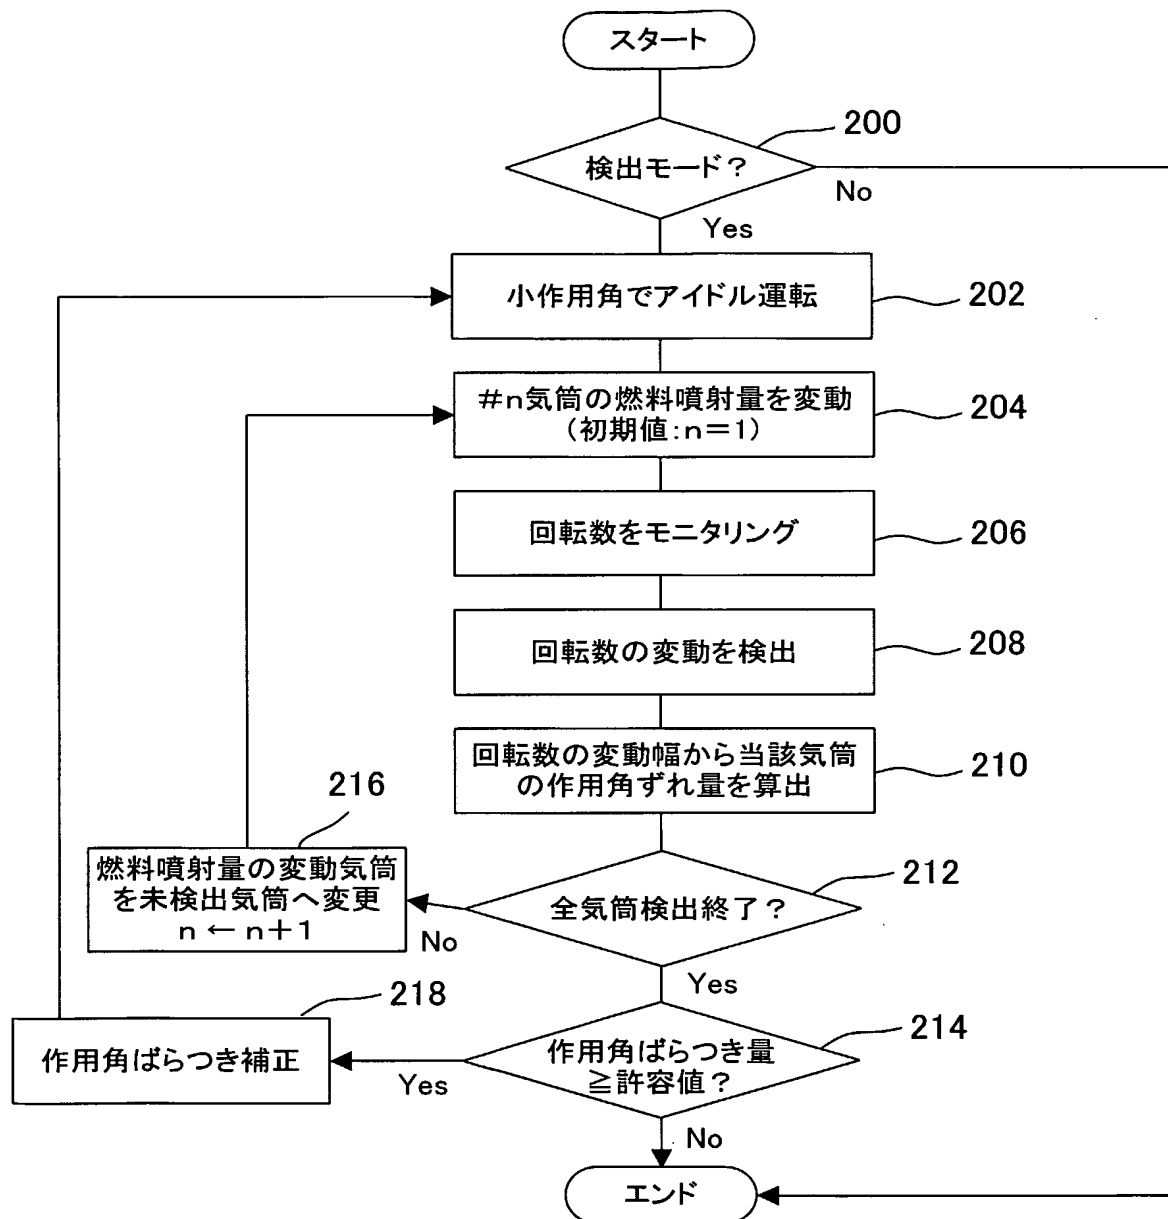 スタート
200
検出モード？
No
Yes
小作用角でアイドル運転
202
＃n気筒の燃料噴射量を変動
（初期値：n＝1）
204
回転数をモニタリング
206
回転数の変動を検出
208
回転数の変動幅から当該気筒
の作用角ずれ量を算出
210
216
燃料噴射量の変動気筒
を未検出気筒へ変更
n ← n＋1
212
全気筒検出終了？
No
Yes
218
作用角ばらつき補正
214
作用角ばらつき量
≧許容値？
Yes
No
エンド